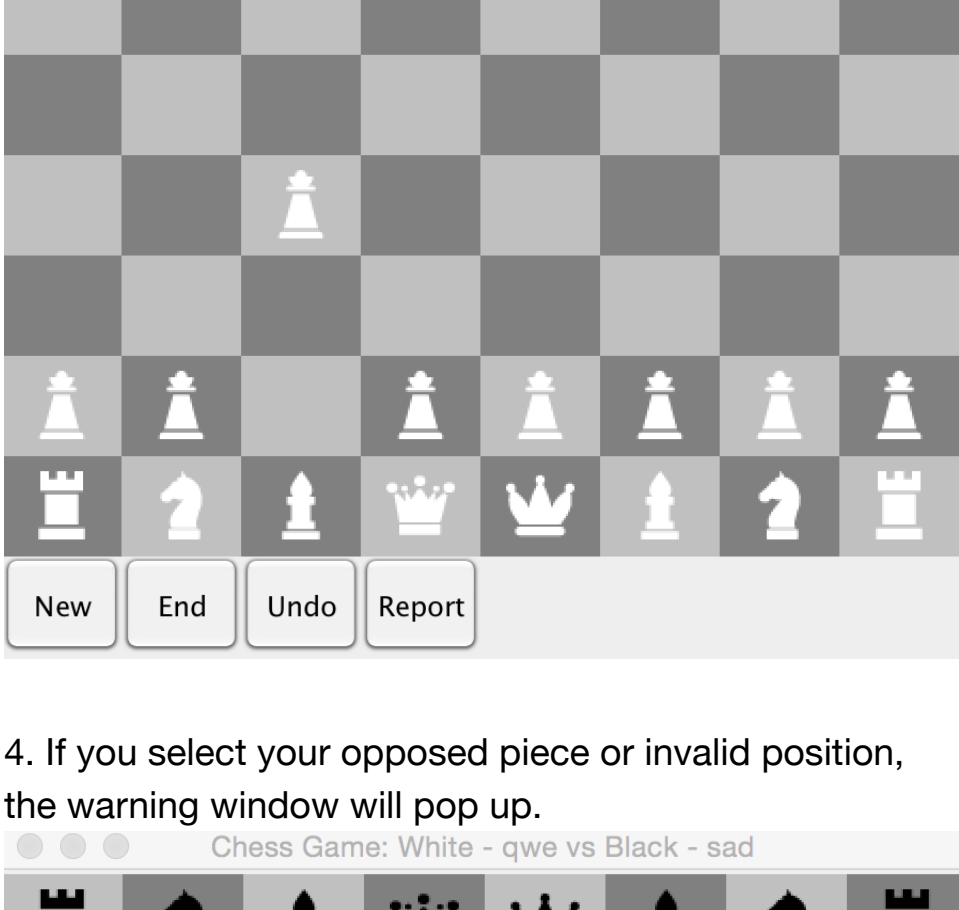 New End Undo Report
4. If you select your opposed piece or invalid position,
the warning window will pop up.
Chess Game: White - qwe vs Black - sad